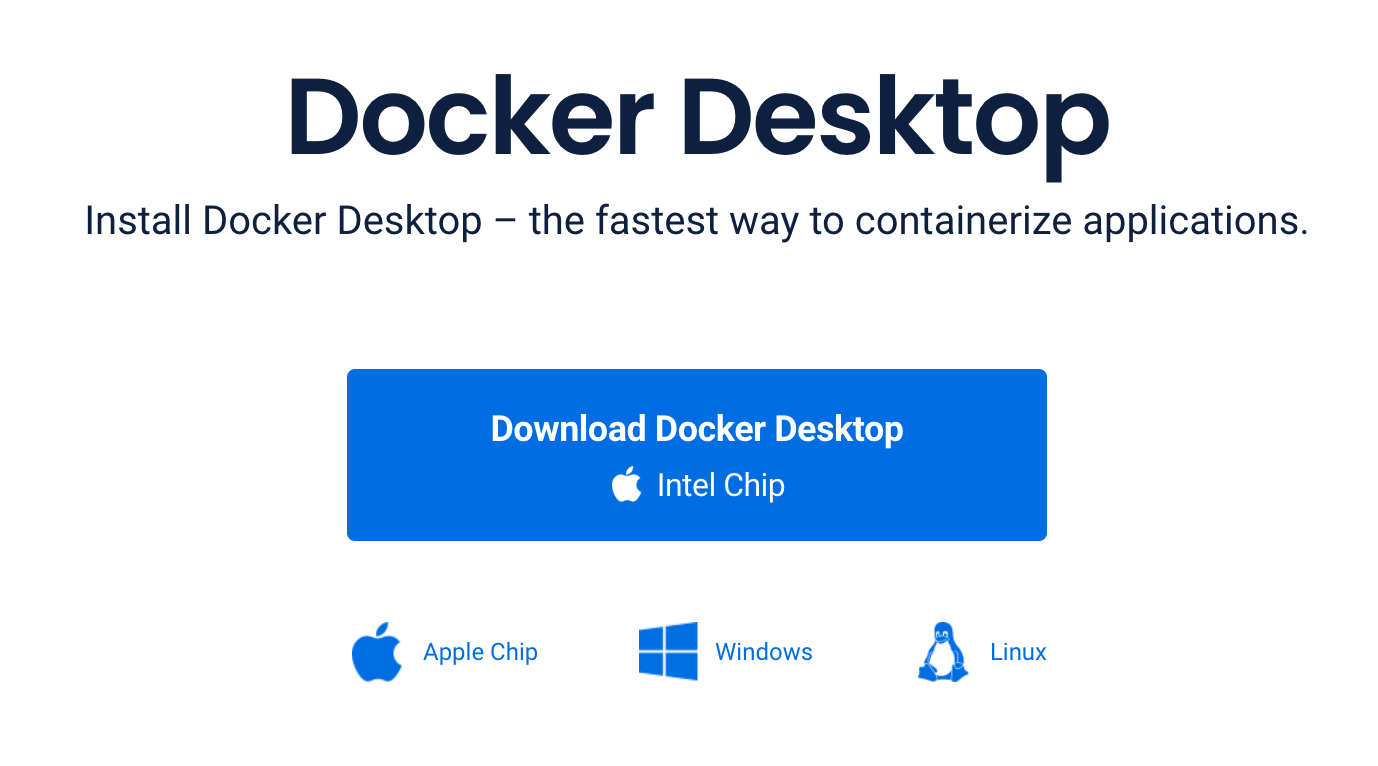 Docker Desktop
Install Docker Desktop – the fastest way to containerize applications.
Download Docker Desktop
Intel Chip
Apple Chip
Windows
Linux